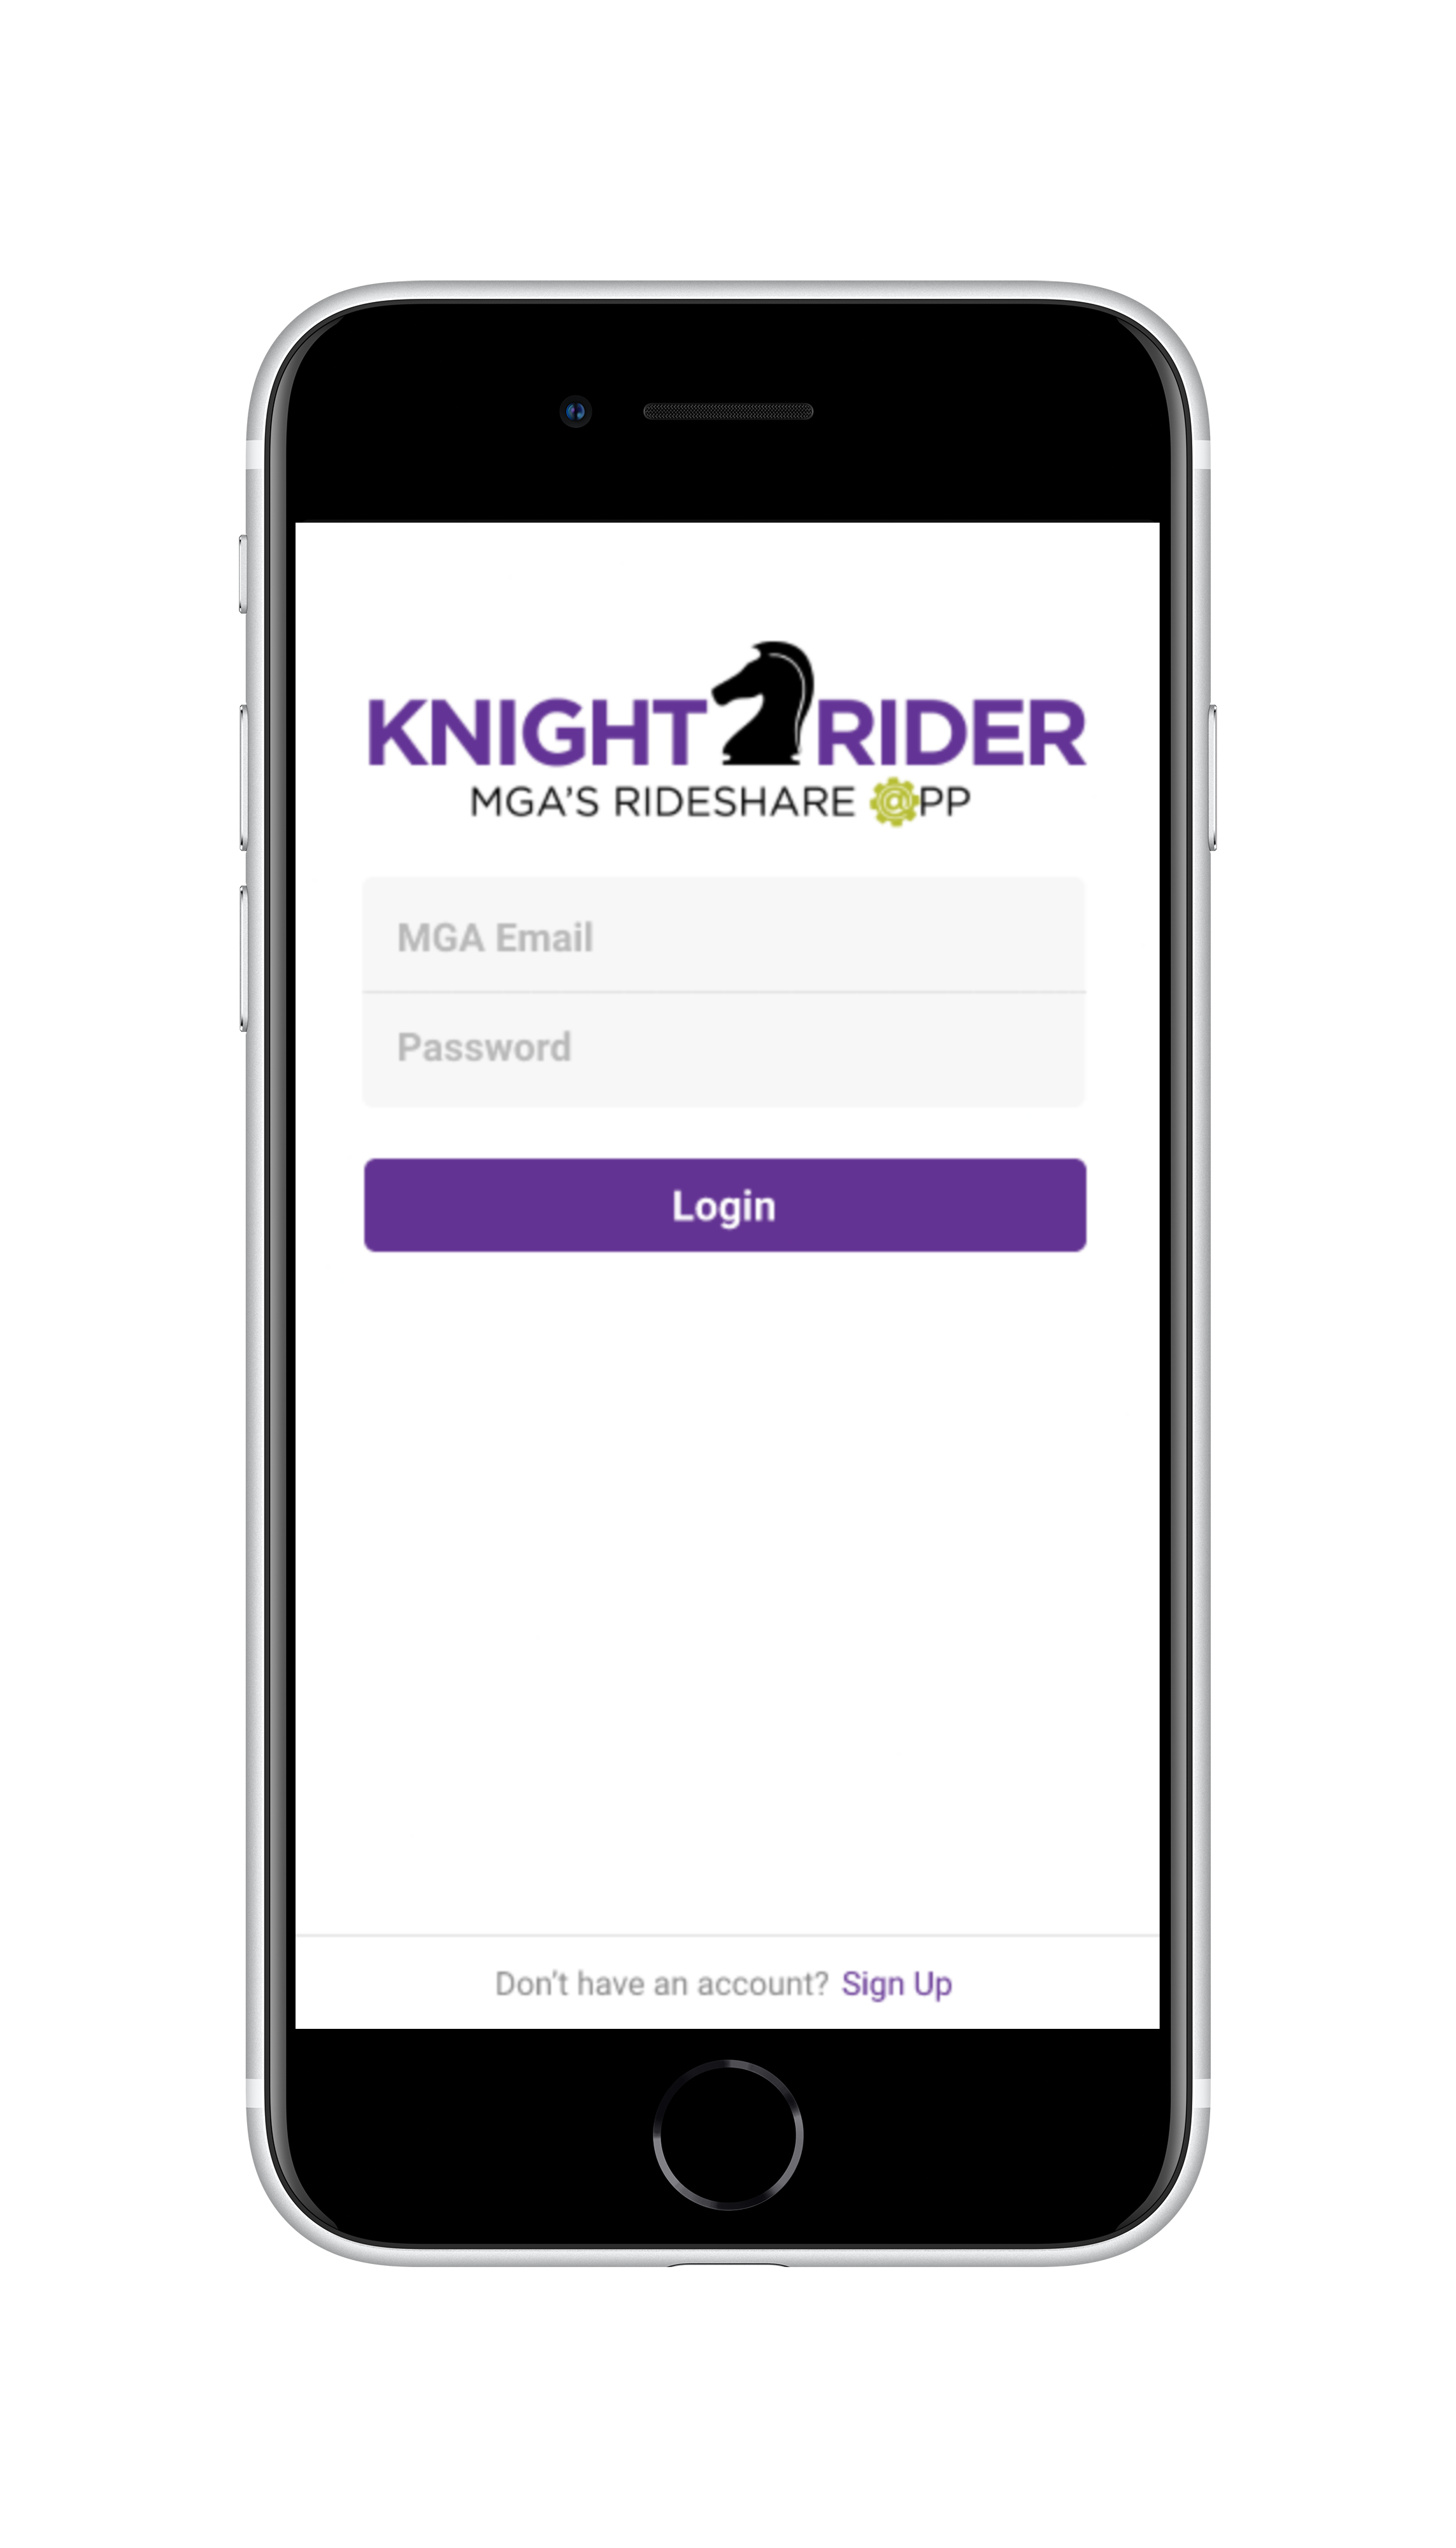 KNIGHT RIDER
MGA'S RIDESHARE @PP
MGA Email
Password
Login
Don't have an account? Sign Up